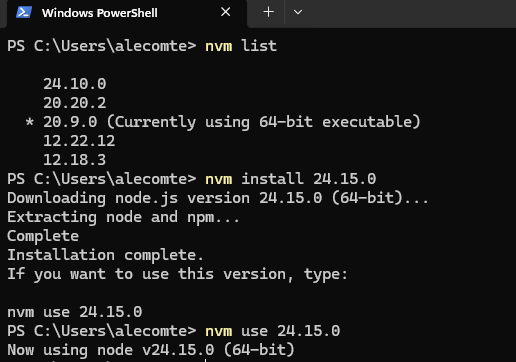 Windows PowerShell
PS C:\Users\alecomte> nvm list
24.10.0
20.20.2
* 20.9.0 (Currently using 64-bit executable)
12.22.12
12.18.3
PS C:\Users\alecomte> nvm install 24.15.0
Downloading node.js version 24.15.0 (64-bit)...
Extracting node and npm...
Complete
Installation complete.
If you want to use this version, type:
nvm use 24.15.0
PS C:\Users\alecomte> nvm use 24.15.0
Now using node v24.15.0 (64-bit)